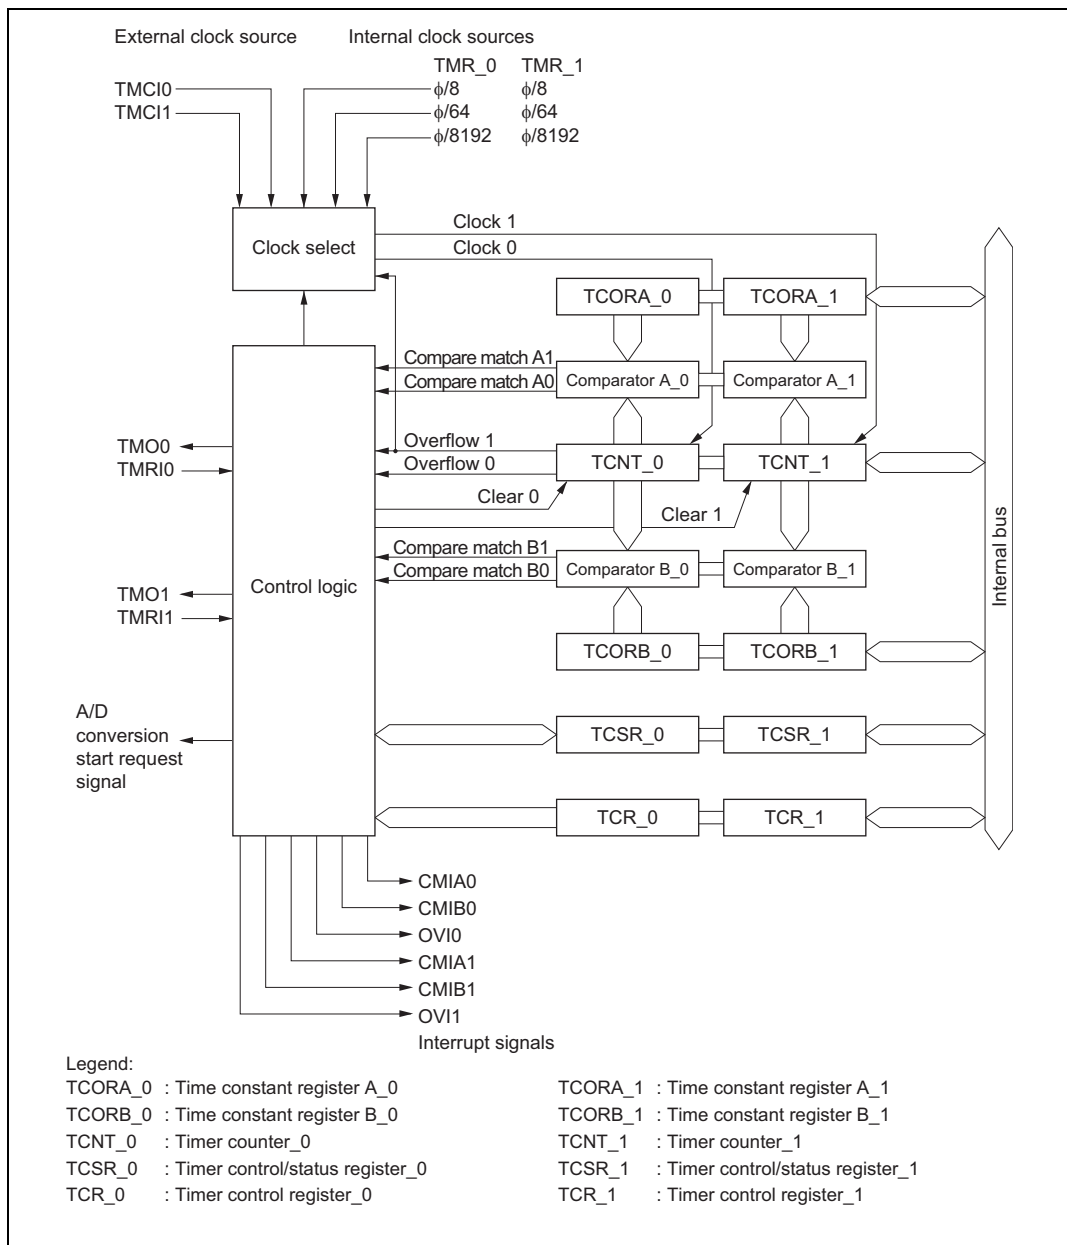 External clock source    Internal clock sources
TMR_0    TMR_1
TMCI0    ϕ/8    ϕ/8
TMCI1    ϕ/64    ϕ/64
ϕ/8192    ϕ/8192
Clock select
Clock 1
Clock 0
TCORA_0    TCORA_1
Compare match A1
Compare match A0
Comparator A_0    Comparator A_1
TMO0
TMRI0
Overflow 1
Overflow 0
TCNT_0    TCNT_1
Clear 0
Clear 1
Internal bus
Compare match B1
Compare match B0
Comparator B_0    Comparator B_1
Control logic
TMO1
TMRI1
TCORB_0    TCORB_1
A/D
conversion
start request
signal
TCSR_0    TCSR_1
TCR_0    TCR_1
CMIA0
CMIB0
OVI0
CMIA1
CMIB1
OVI1
Interrupt signals
Legend:
TCORA_0 : Time constant register A_0    TCORA_1 : Time constant register A_1
TCORB_0 : Time constant register B_0    TCORB_1 : Time constant register B_1
TCNT_0 : Timer counter_0    TCNT_1 : Timer counter_1
TCSR_0 : Timer control/status register_0    TCSR_1 : Timer control/status register_1
TCR_0 : Timer control register_0    TCR_1 : Timer control register_1